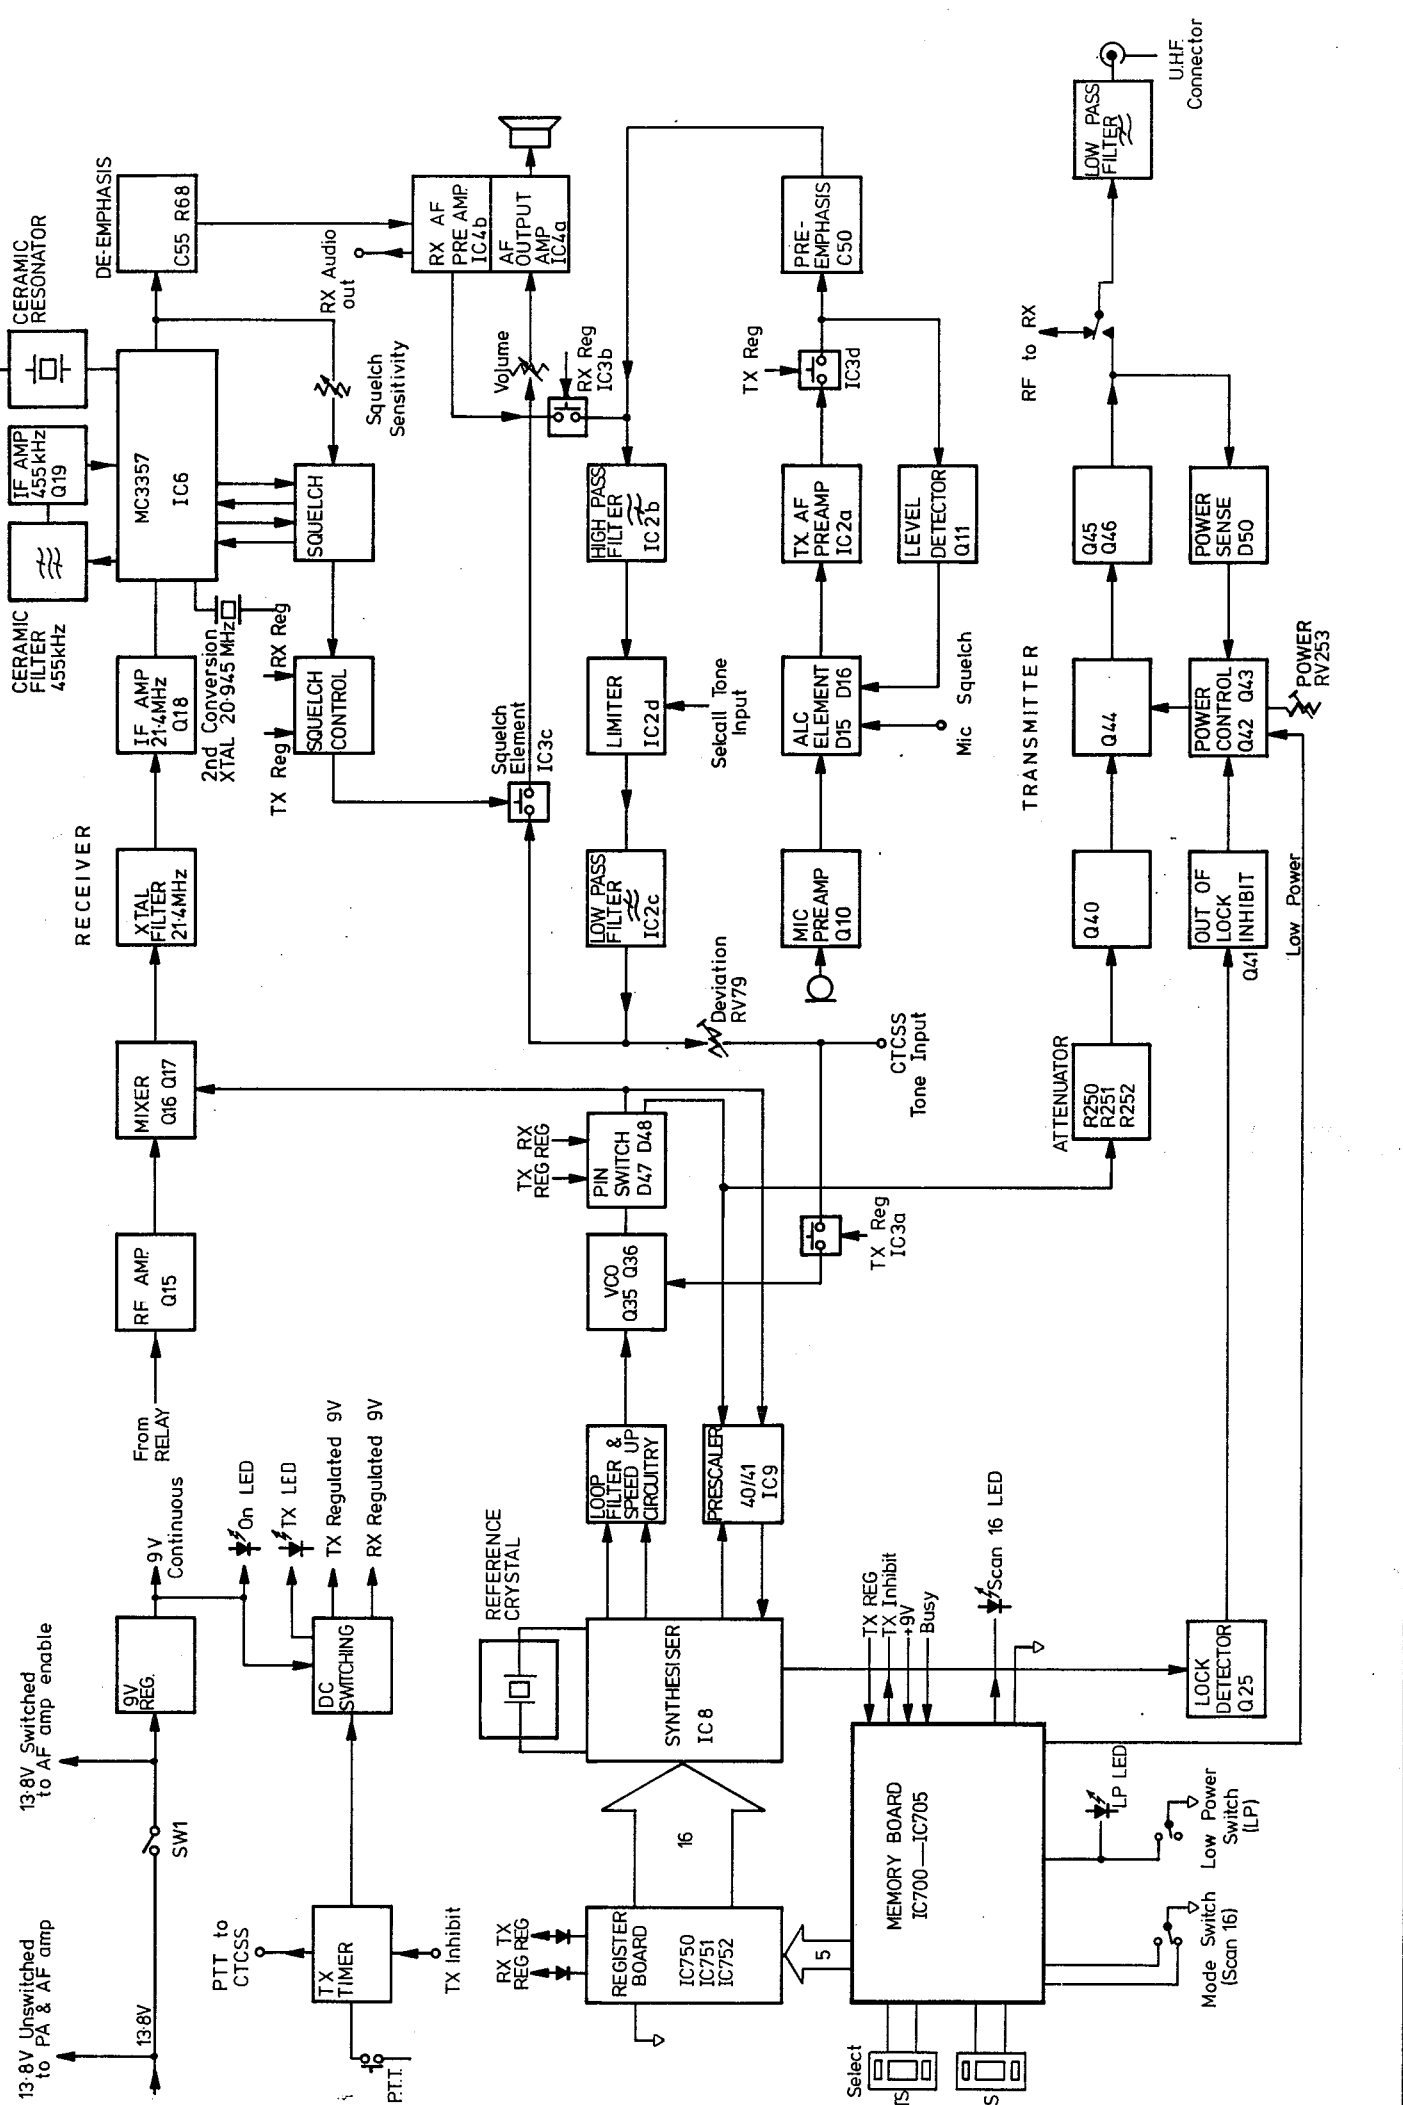 13·8V Unswitched
to PA & AF amp
13·8V
SW1
13·8V Switched
to AF amp enable
9V
REG.
9V
Continuous
On LED
TX LED
TX Regulated 9V
RX Regulated 9V
DC
SWITCHING
PTT to
CTCSS
TX
TIMER
TX Inhibit
P.T.T.
RECEIVER
From
RELAY
RF AMP.
Q15
MIXER
Q16 Q17
XTAL
FILTER
21·4MHz
IF AMP
21·4MHz
Q18
2nd Conversion
XTAL 20·945 MHz
CERAMIC
FILTER
455kHz
IF AMP
455kHz
Q19
CERAMIC
RESONATOR
MC3357
IC6
DE-EMPHASIS
C55 R68
TX Reg
RX Reg
SQUELCH
CONTROL
SQUELCH
Squelch
Sensitivity
RX Audio
out
RX AF
PRE AMP.
IC4b
AF
OUTPUT
AMP
IC4a
Volume
RX Reg
IC3b
Squelch
Element
IC3c
LOW PASS
FILTER
IC2c
LIMITER
IC2d
Selcall Tone
Input
HIGH PASS
FILTER
IC2b
Deviation
RV79
CTCSS
Tone Input
MIC
PREAMP
Q10
ALC
ELEMENT
D15 D16
Mic Squelch
TX. AF
PREAMP
IC2a
LEVEL
DETECTOR
Q11
TX Reg
IC3d
PRE-
EMPHASIS
C50
REFERENCE
CRYSTAL
SYNTHESISER
IC8
LOOP
FILTER &
SPEED UP
CIRCUITRY
PRESCALER
40/41
IC9
VCO
Q35 Q36
TX RX
REG REG
PIN
SWITCH
D47 D48
TX Reg
IC3a
RX TX
REG REG
REGISTER
BOARD
IC750
IC751
IC752
16
5
Select
MEMORY BOARD
IC700—IC705
TX REG
TX Inhibit
+9V
Busy
Scan 16 LED
LP LED
Mode Switch
(Scan 16)
Low Power
Switch
(LP)
LOCK
DETECTOR
Q25
TRANSMITTER
ATTENUATOR
R250
R251
R252
Q40
Q44
Q45
Q46
OUT OF
LOCK
INHIBIT
Q41
Low Power
POWER
CONTROL
Q42 Q43
POWER
RV253
POWER
SENSE
D50
RF to RX
LOW PASS
FILTER
U.H.F.
Connector